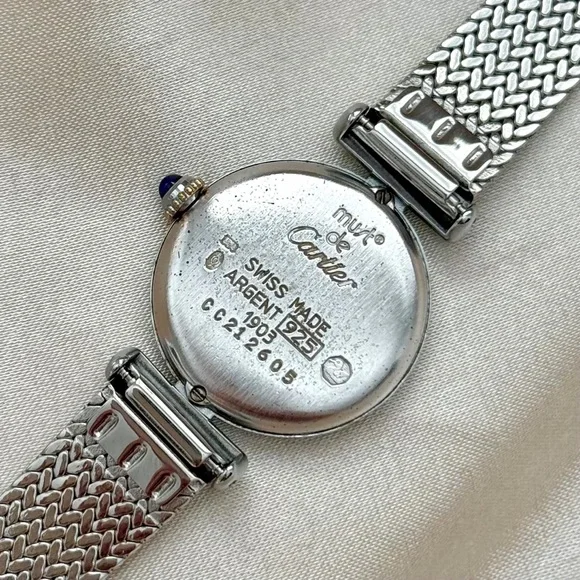 must®
de
Cartier
SWISS MADE
ARGENT 925
1903
CC212605